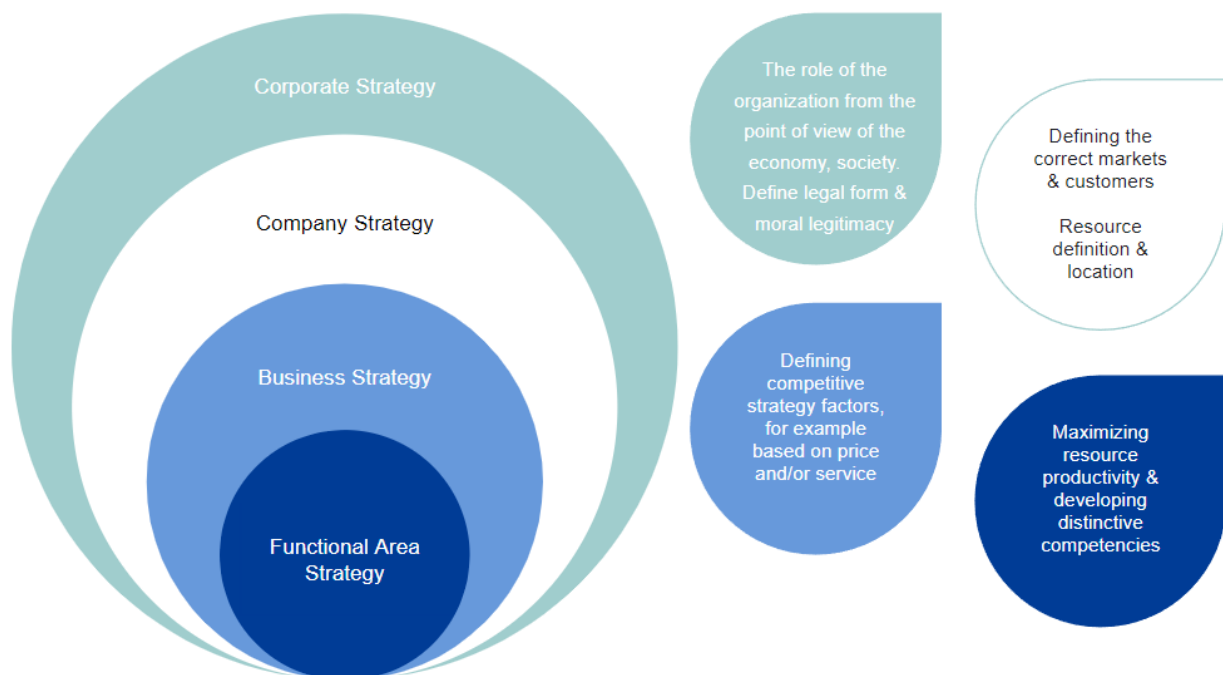 Corporate Strategy
Company Strategy
Business Strategy
Functional Area
Strategy
The role of the
organization from the
point of view of the
economy, society.
Define legal form &
moral legitimacy
Defining the
correct markets
& customers
Resource
definition &
location
Defining
competitive
strategy factors,
for example
based on price
and/or service
Maximizing
resource
productivity &
developing
distinctive
competencies